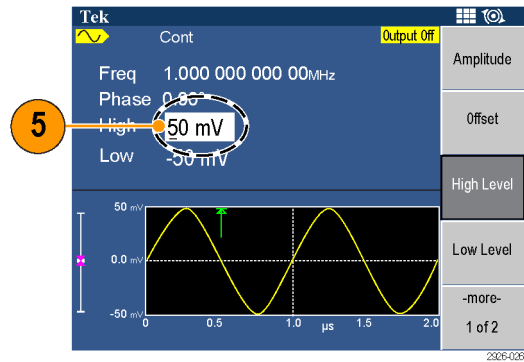 Tek
Cont
Output Off
Freq 1.000 000 000 00MHz
Phase 0.00°
High 50 mV
Low -50 mV
Amplitude
Offset
High Level
Low Level
-more-
1 of 2
5
50 mV
0.0 mV
-50 mV
0 0.5 1.0 µs 1.5 2.0
2926-026